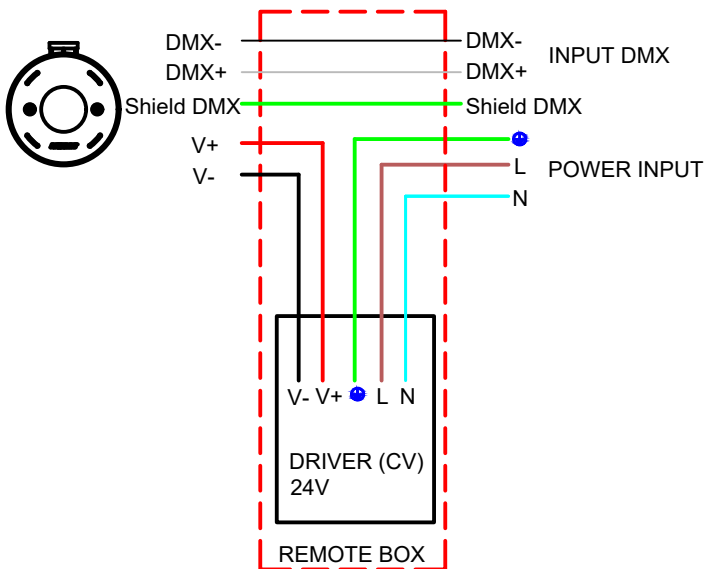 DMX- DMX- INPUT DMX
DMX+ DMX+
Shield DMX Shield DMX
V+
L POWER INPUT
V-
N
V- V+ L N
DRIVER (CV)
24V
REMOTE BOX